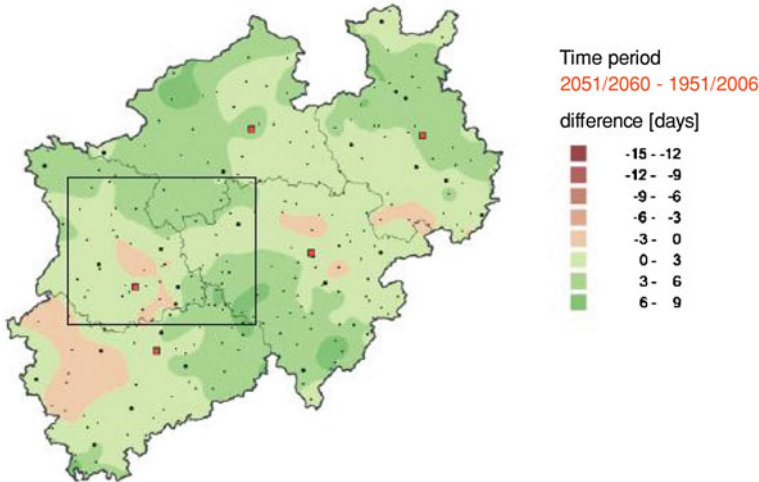 Time period
2051/2060 - 1951/2006
difference [days]
-15 - -12
-12 - -9
-9 - -6
-6 - -3
-3 - 0
0 - 3
3 - 6
6 - 9